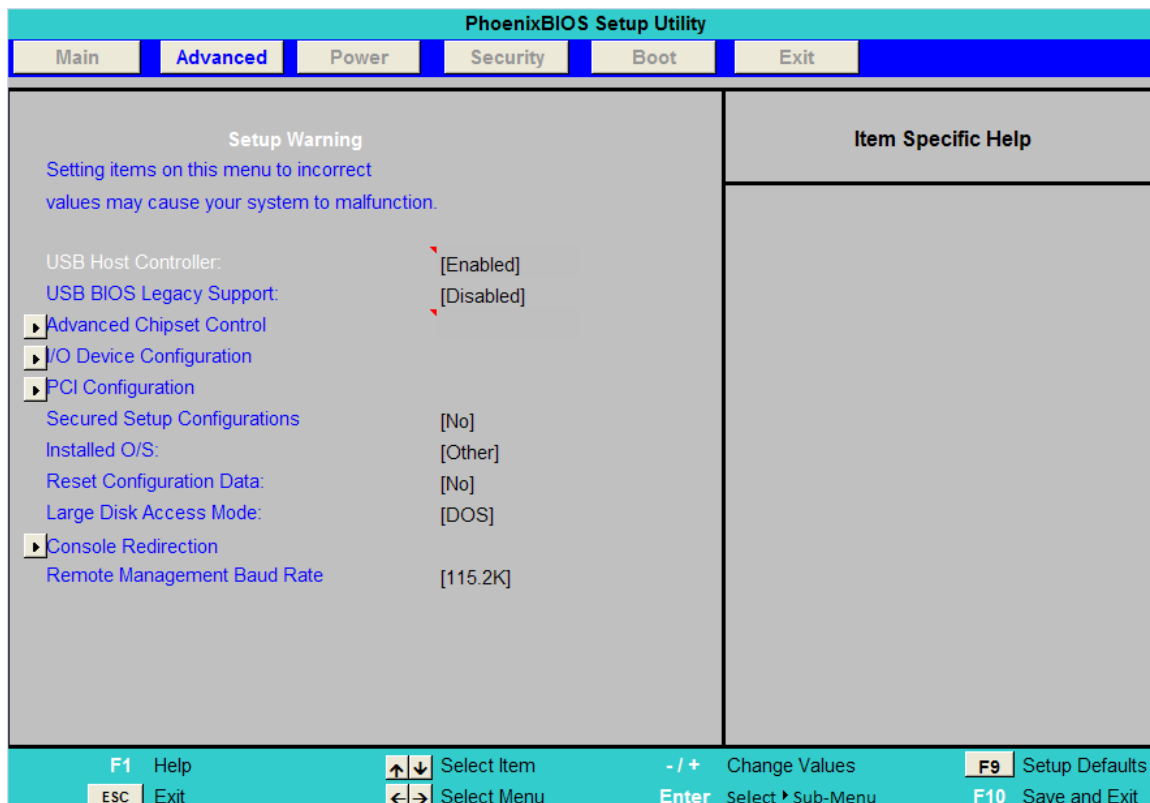 PhoenixBIOS Setup Utility
Main Advanced Power Security Boot Exit
Setup Warning
Setting items on this menu to incorrect
values may cause your system to malfunction.
Item Specific Help
USB Host Controller: [Enabled]
USB BIOS Legacy Support: [Disabled]
Advanced Chipset Control
I/O Device Configuration
PCI Configuration
Secured Setup Configurations [No]
Installed O/S: [Other]
Reset Configuration Data: [No]
Large Disk Access Mode: [DOS]
Console Redirection
Remote Management Baud Rate [115.2K]
F1 Help ↑↓ Select Item - / + Change Values F9 Setup Defaults
ESC Exit ←→ Select Menu Enter Select ▸ Sub-Menu F10 Save and Exit